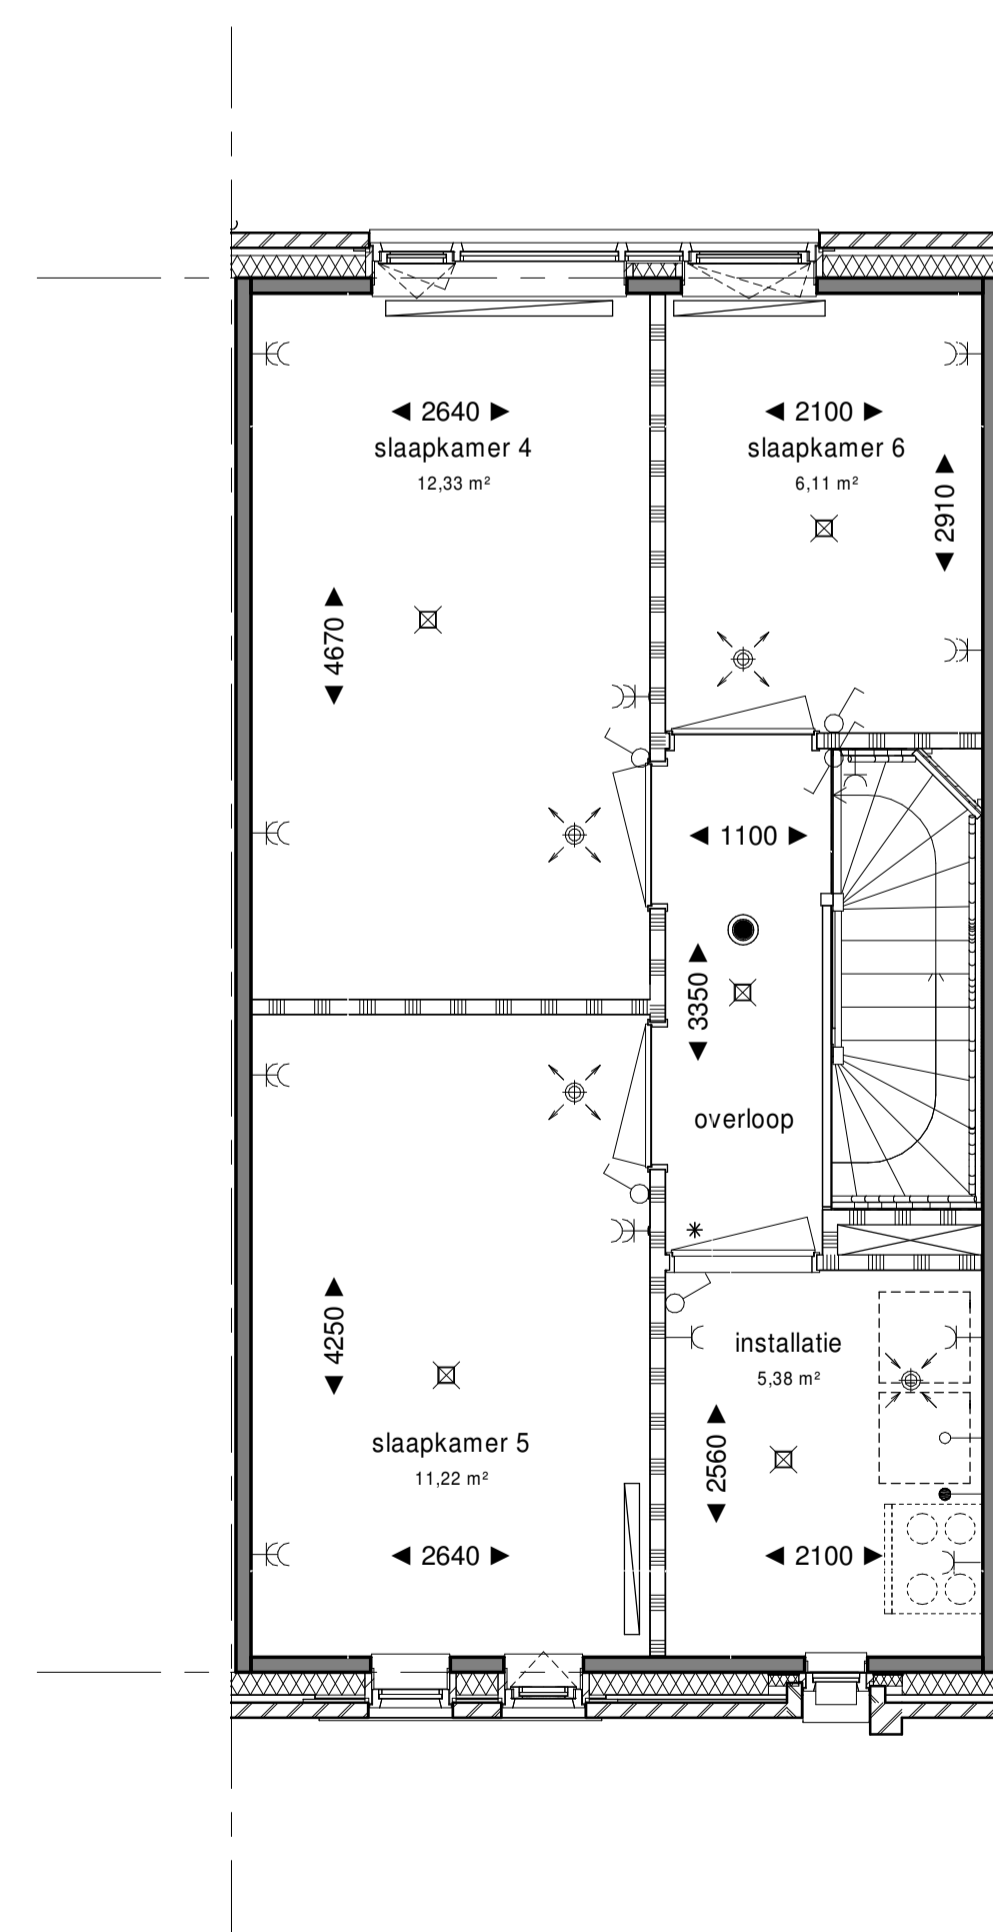 2640
slaapkamer 4
12,33 m²
2100
slaapkamer 6
6,11 m²
2910
4670
1100
3350
overloop
4250
installatie
5,38 m²
2560
slaapkamer 5
11,22 m²
2640
2100